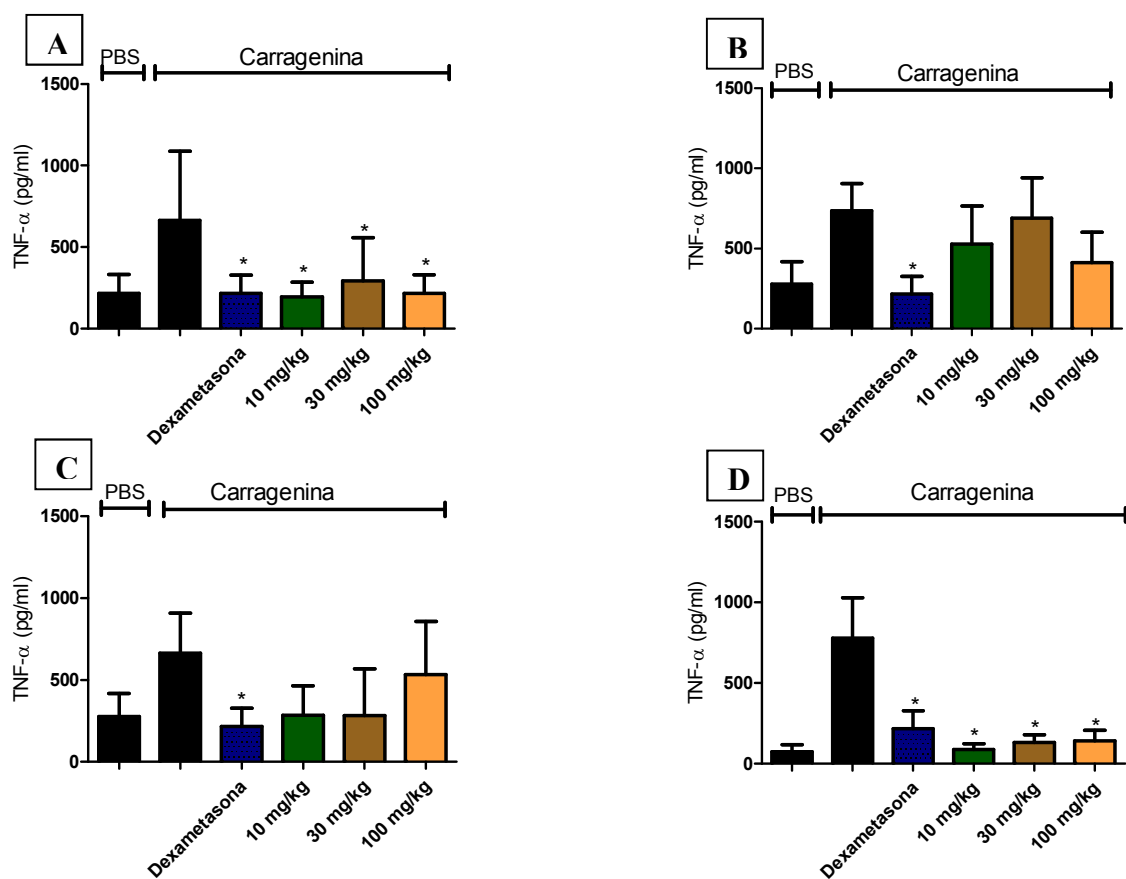 A
PBS
Carragenina
TNF-α (pg/ml)
1500
1000
500
0
*
*
*
*
Dexametasona
10 mg/kg
30 mg/kg
100 mg/kg
B
PBS
Carragenina
TNF-α (pg/ml)
1500
1000
500
0
*
Dexametasona
10 mg/kg
30 mg/kg
100 mg/kg
C
PBS
Carragenina
TNF-α (pg/ml)
1500
1000
500
0
*
Dexametasona
10 mg/kg
30 mg/kg
100 mg/kg
D
PBS
Carragenina
TNF-α (pg/ml)
1500
1000
500
0
*
*
*
*
Dexametasona
10 mg/kg
30 mg/kg
100 mg/kg